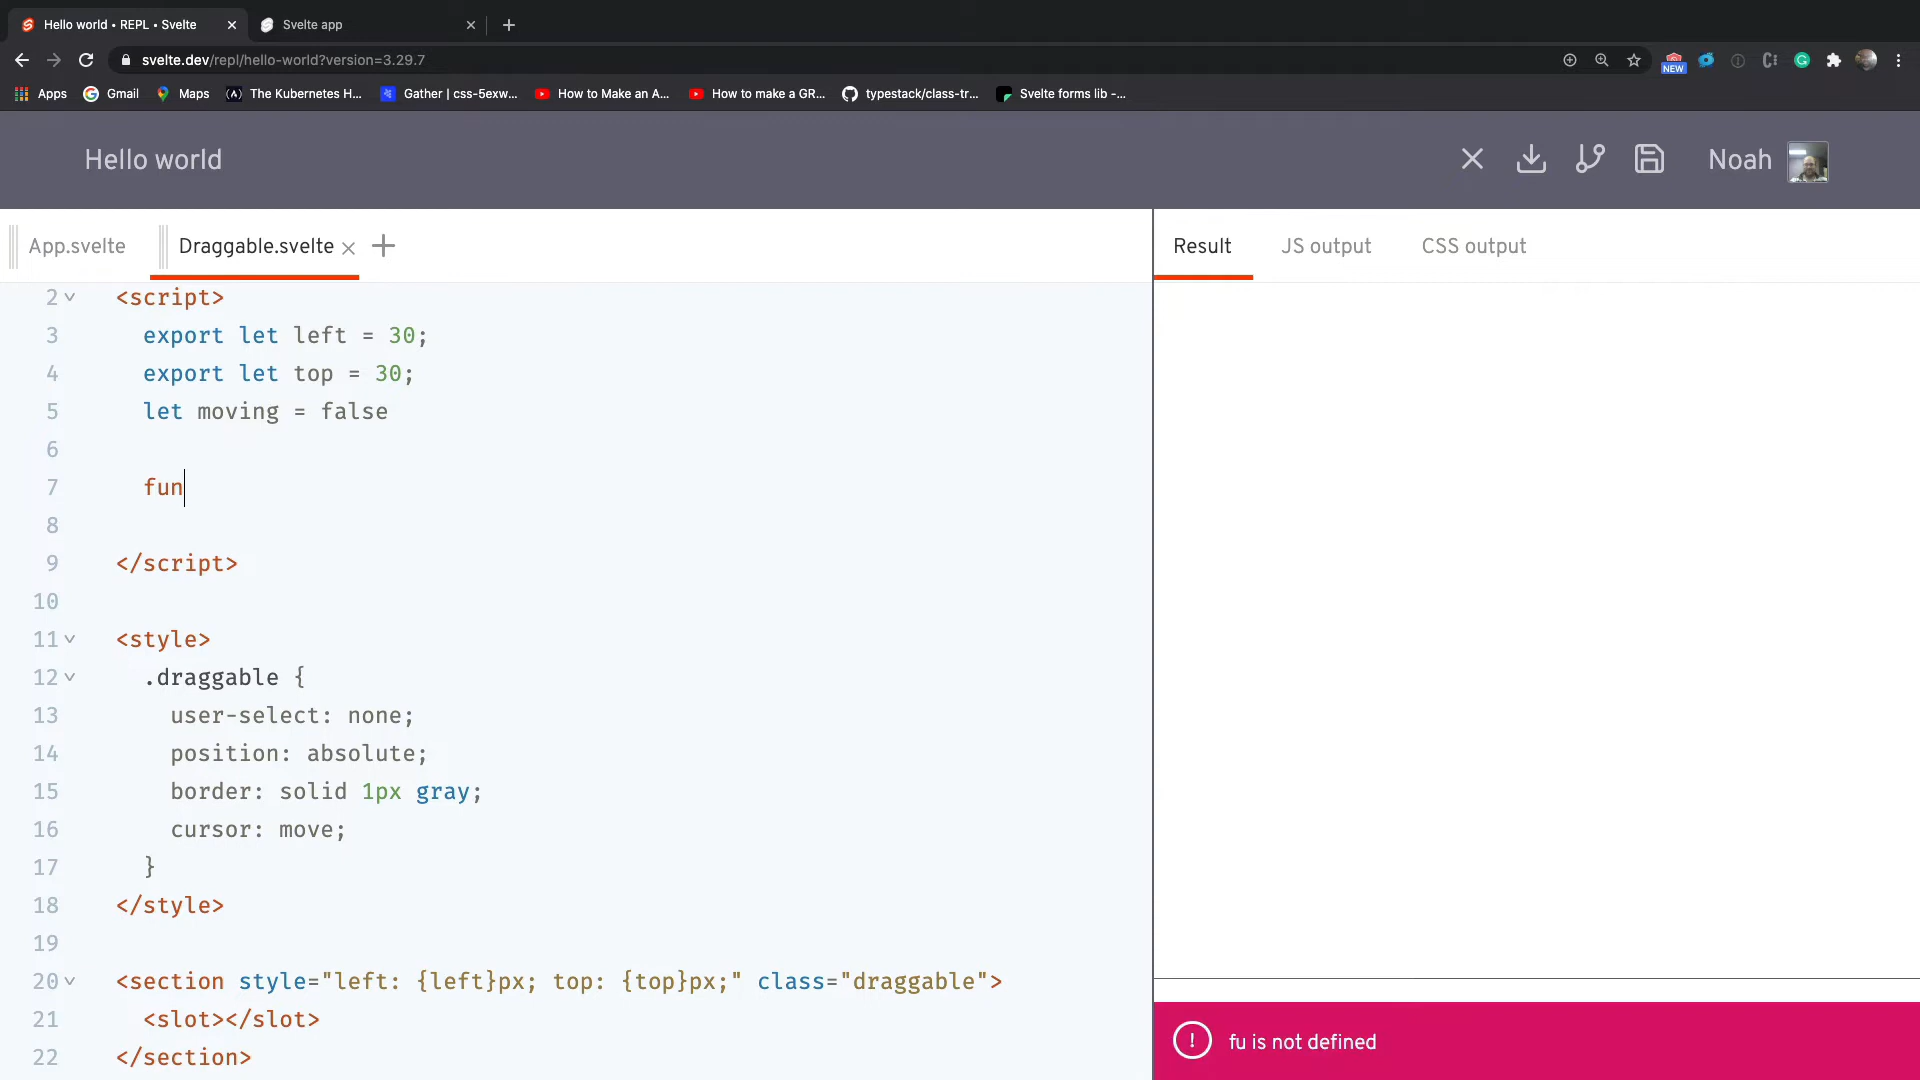 Hello world • REPL • Svelte
Svelte app
svelte.dev/repl/hello-world?version=3.29.7
NEW
Apps
Gmail
Maps
The Kubernetes H...
Gather | css-5exw...
How to Make an A...
How to make a GR...
typestack/class-tr...
Svelte forms lib -...
Hello world
Noah
App.svelte
Draggable.svelte
Result
JS output
CSS output
2 <script>
3 export let left = 30;
4 export let top = 30;
5 let moving = false
6
7 fun
8
9 </script>
10
11 <style>
12 .draggable {
13 user-select: none;
14 position: absolute;
15 border: solid 1px gray;
16 cursor: move;
17 }
18 </style>
19
20 <section style="left: {left}px; top: {top}px;" class="draggable">
21 <slot></slot>
22 </section>
! fu is not defined